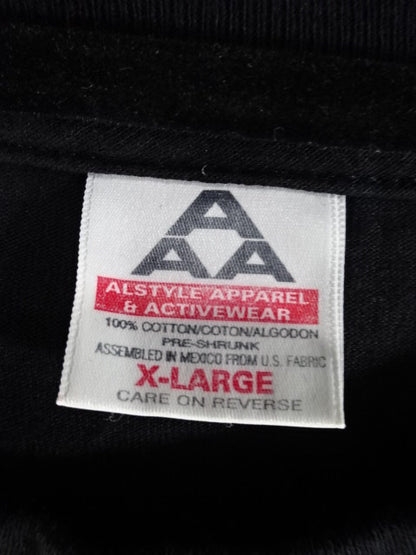 A
A A
ALSTYLE APPAREL
& ACTIVEWEAR
100% COTTON/COTON/ALGODON
PRE-SHRUNK
ASSEMBLED IN MEXICO FROM U.S. FABRIC
X-LARGE
CARE ON REVERSE